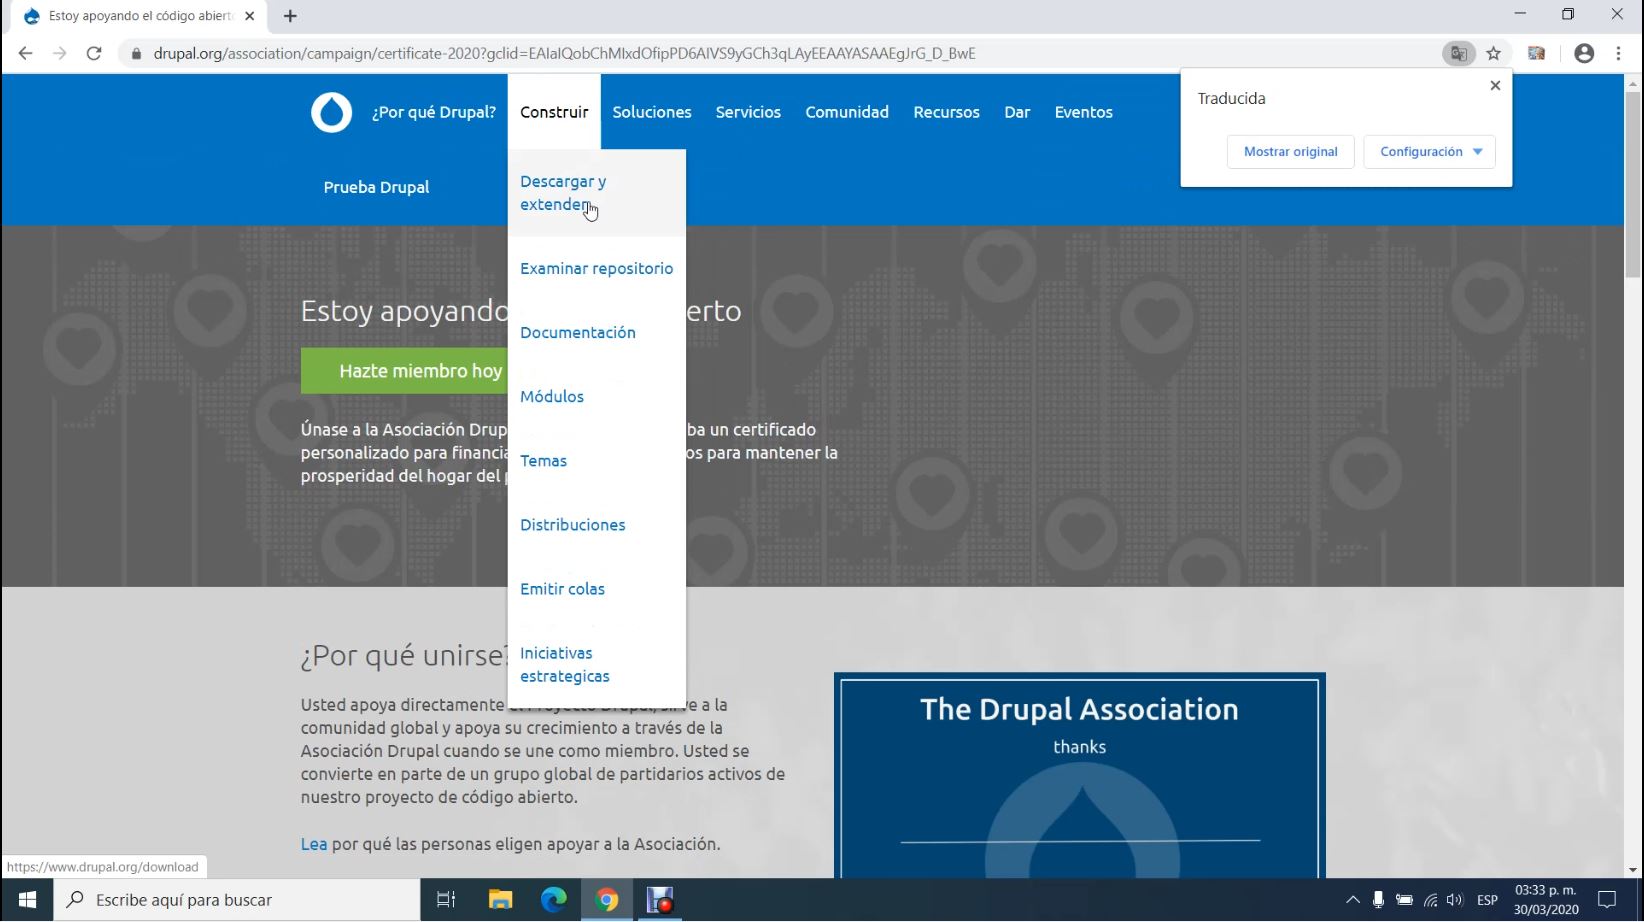 Estoy apoyando el código abierto
drupal.org/association/campaign/certificate-2020?gclid=EAIaIQobChMIxdOfipPD6AIVS9yGCh3qLAyEEAAYASAAEgJrG_D_BwE
Traducida
Mostrar original
Configuración
¿Por qué Drupal?
Construir
Soluciones
Servicios
Comunidad
Recursos
Dar
Eventos
Prueba Drupal
Descargar y
extender
Examinar repositorio
Documentación
Módulos
Temas
Distribuciones
Emitir colas
Iniciativas
estrategicas
Estoy apoyando erto
Hazte miembro hoy
Únase a la Asociación Drup ba un certificado
personalizado para financia os para mantener la
prosperidad del hogar del
¿Por qué unirse?
Usted apoya directamente el Proyecto Drupal, sirve a la
comunidad global y apoya su crecimiento a través de la
Asociación Drupal cuando se une como miembro. Usted se
convierte en parte de un grupo global de partidarios activos de
nuestro proyecto de código abierto.
Lea por qué las personas eligen apoyar a la Asociación.
The Drupal Association
thanks
https://www.drupal.org/download
Escribe aquí para buscar
ESP
03:33 p. m.
30/03/2020